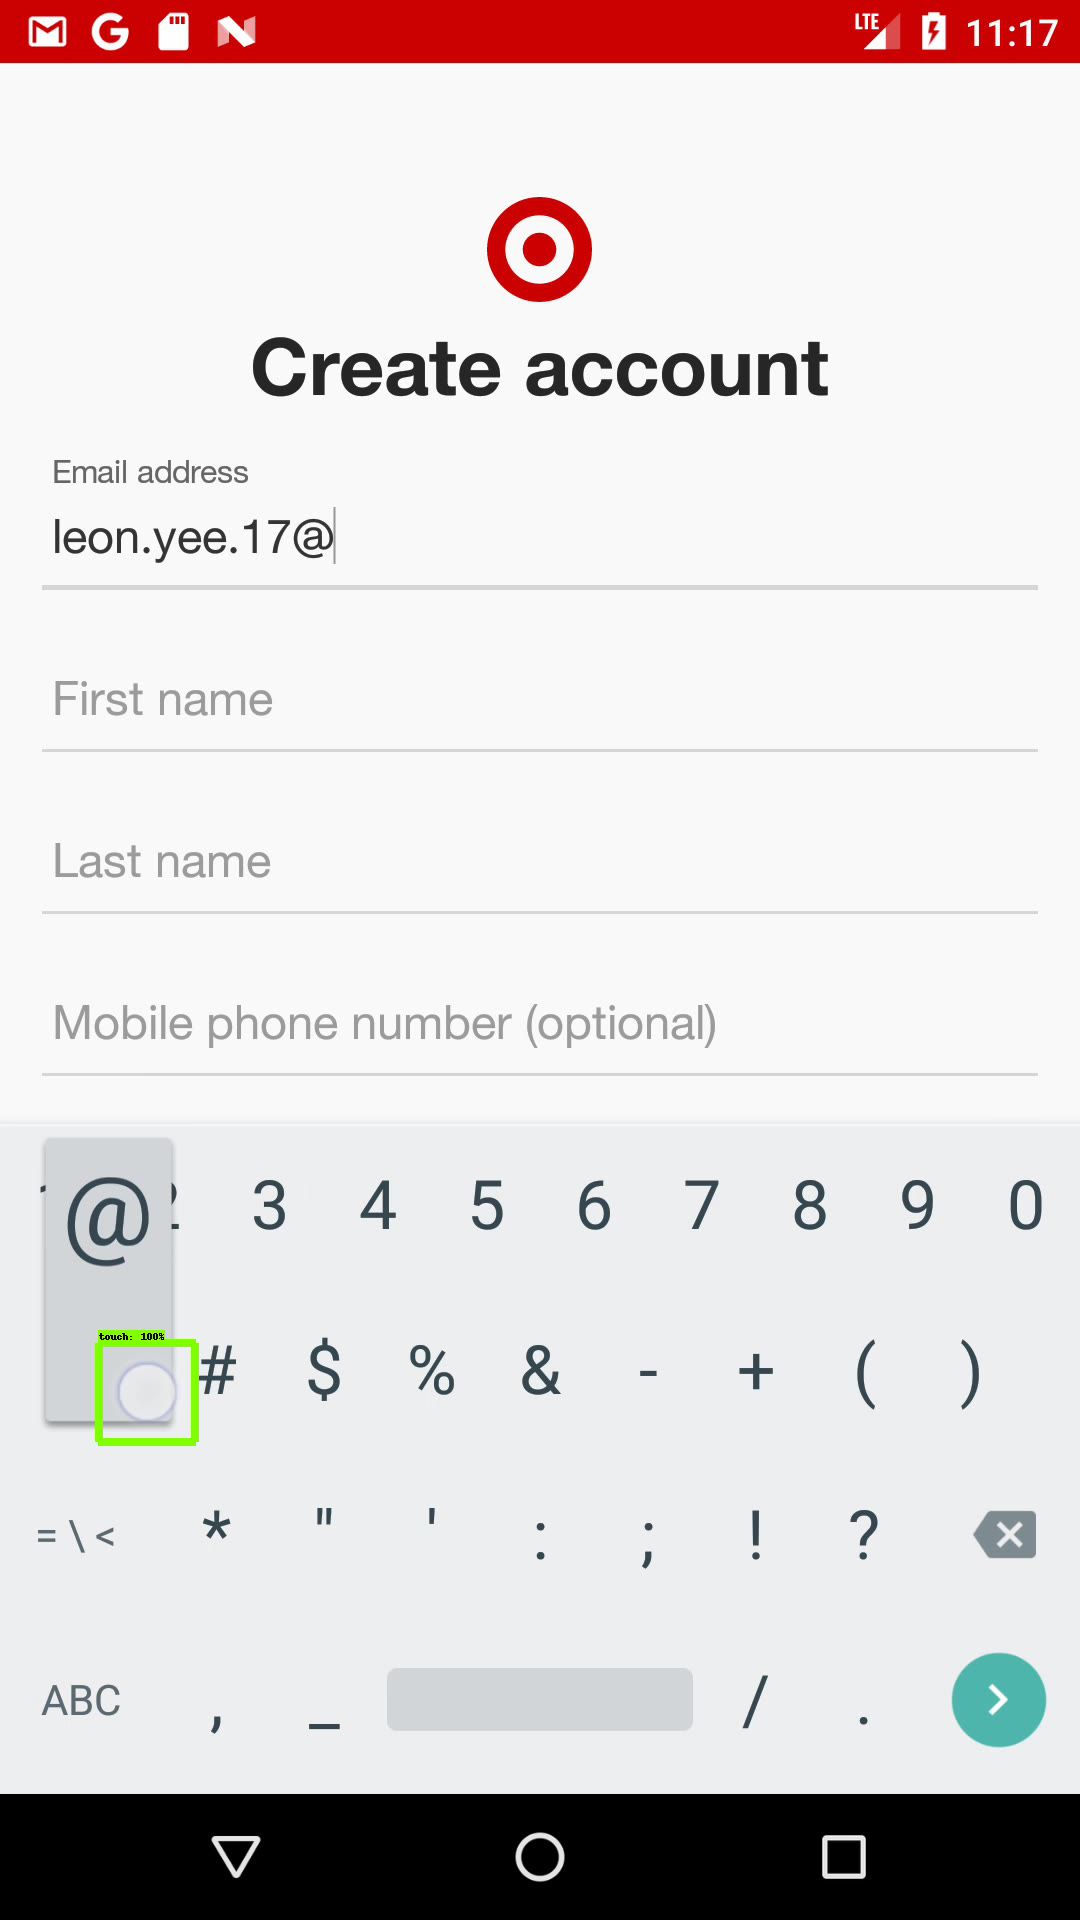 LTE 11:17
Create account
Email address
leon.yee.17@
First name
Last name
Mobile phone number (optional)
@ 3 4 5 6 7 8 9 0
touch: 100%
# $ % & - + ( )
= \ < * " ' : ; ! ?
ABC , _ / .